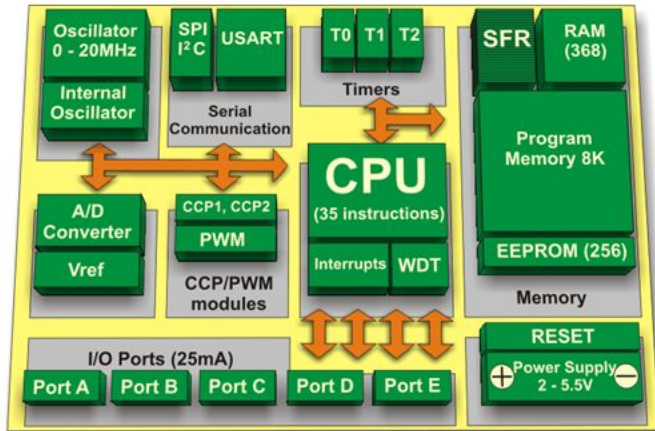 Oscillator
0 - 20MHz
Internal
Oscillator
SPI
I²C
USART
Serial
Communication
T0 T1 T2
Timers
SFR
RAM
(368)
Program
Memory 8K
EEPROM (256)
Memory
A/D
Converter
Vref
CCP1, CCP2
PWM
CCP/PWM
modules
CPU
(35 instructions)
Interrupts WDT
I/O Ports (25mA)
Port A Port B Port C Port D Port E
RESET
Power Supply
2 - 5.5V
+ −